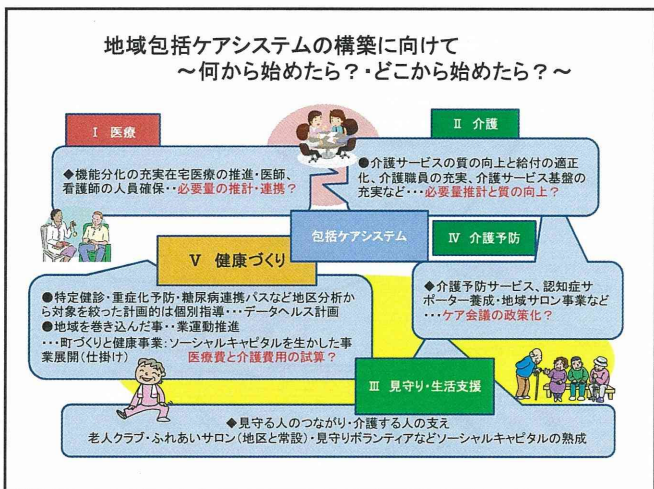 地域包括ケアシステムの構築に向けて
～何から始めたら？・どこから始めたら？～
Ⅰ 医療
◆機能分化の充実在宅医療の推進・医師、
看護師の人員確保・・必要量の推計・連携？
Ⅱ 介護
●介護サービスの質の向上と給付の適正
化、介護職員の充実、介護サービス基盤の
充実など・・・必要量推計と質の向上？
包括ケアシステム
Ⅳ 介護予防
◆介護予防サービス、認知症サ
ポーター養成・地域サロン事業など
・・・ケア会議の政策化？
Ⅴ 健康づくり
●特定健診・重症化予防・糖尿病連携パスなど地区分析から
対象を絞った計画的は個別指導・・・データヘルス計画
●地域を巻き込んだ事・・業運動推進
・・・町づくりと健康事業：ソーシャルキャピタルを生かした事
業展開（仕掛け） 医療費と介護費用の試算？
Ⅲ 見守り・生活支援
◆見守る人のつながり・介護する人の支え
老人クラブ・ふれあいサロン（地区と常設）・見守りボランティアなどソーシャルキャピタルの熟成